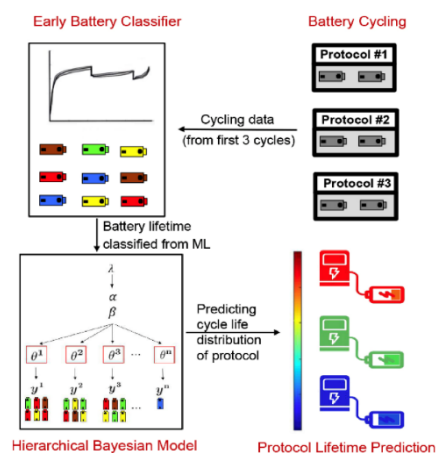 Early Battery Classifier
Battery Cycling
Protocol #1
Protocol #2
Protocol #3
Cycling data
(from first 3 cycles)
Battery lifetime
classified from ML
λ
α
β
θ¹ θ² θ³ ... θⁿ
y¹ y² y³ ... yⁿ
Predicting
cycle life
distribution
of protocol
Hierarchical Bayesian Model
Protocol Lifetime Prediction